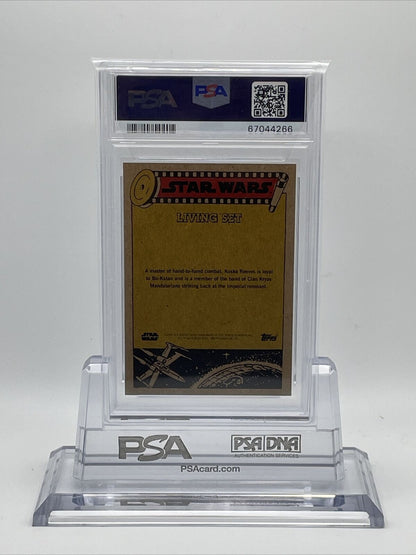 PSA
PSA
67044266
STAR WARS
LIVING SET
A master of hand-to-hand combat, Koska Reeves is loyal
to Bo-Katan and is a member of the band of Clan Kryze
Mandalorians striking back at the Imperial remnant.
STAR WARS
Topps
PSA
PSAcard.com
PSA DNA
AUTHENTICATION SERVICES